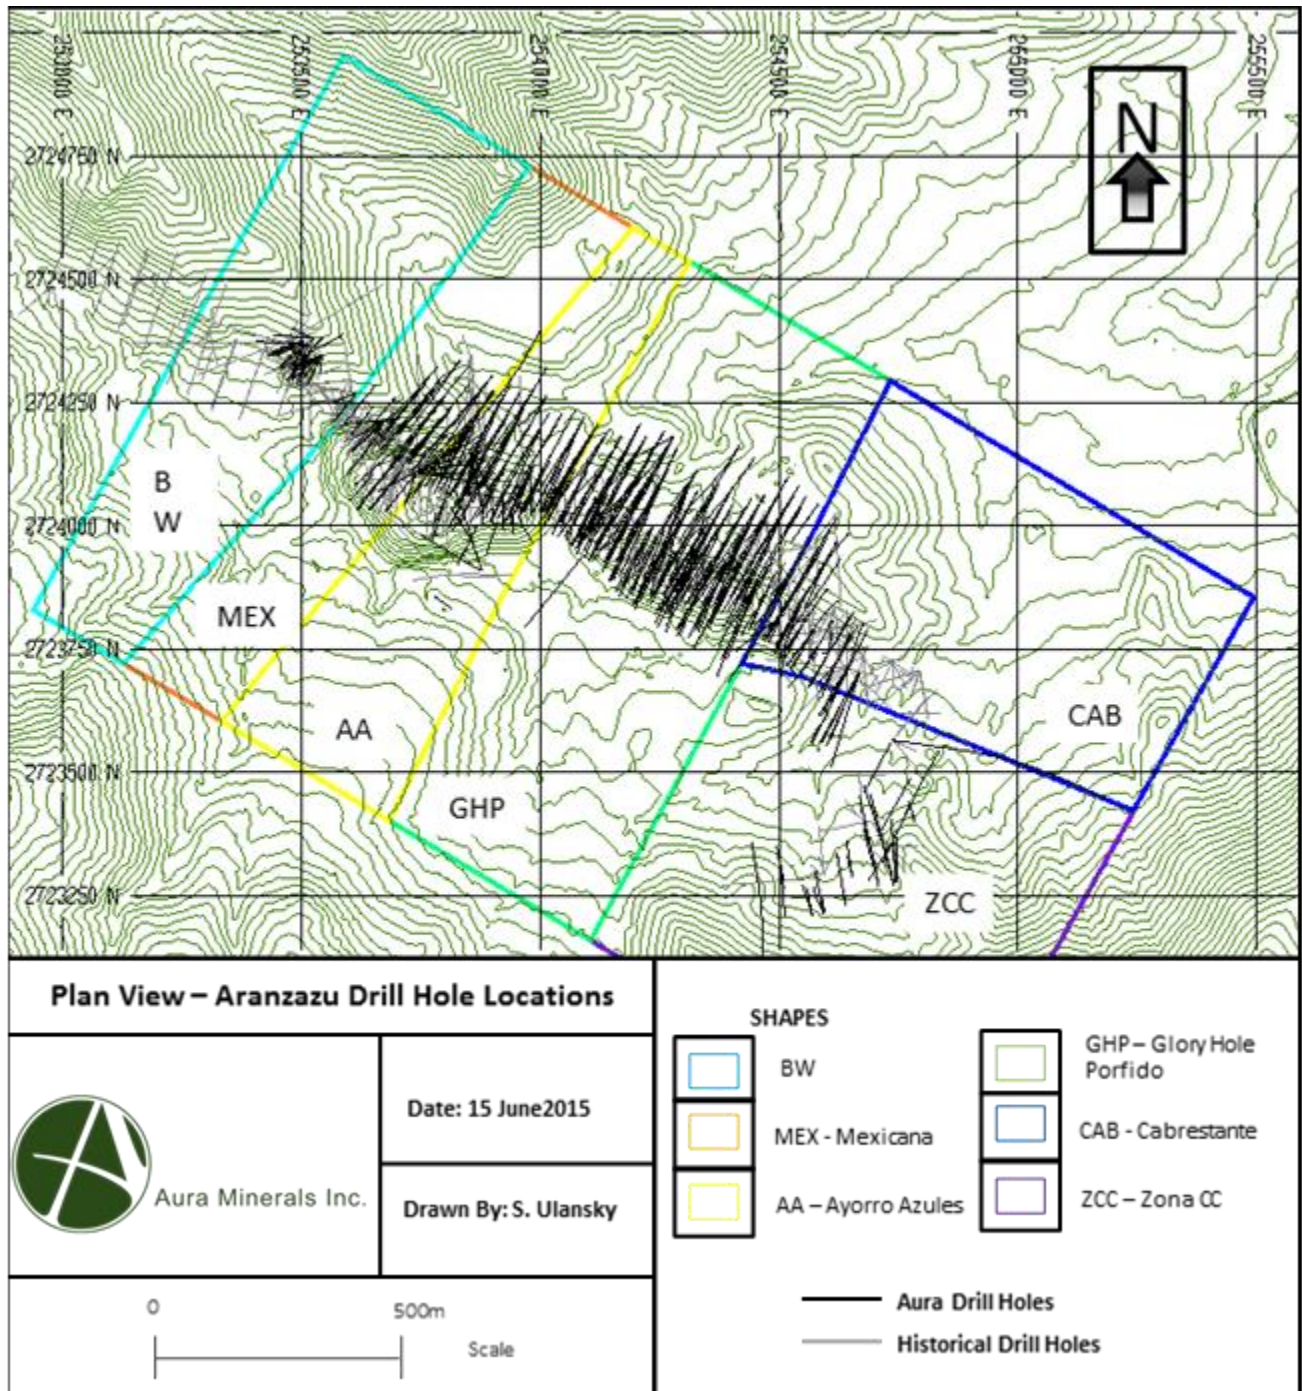 253000 E
253500 E
254000 E
254500 E
255000 E
255500 E
N
2724750 N
2724500 N
2724250 N
2724000 N
2723750 N
2723500 N
2723250 N
B
W
MEX
AA
GHP
CAB
ZCC
Plan View – Aranzazu Drill Hole Locations
Aura Minerals Inc.
Date: 15 June2015
Drawn By: S. Ulansky
0 500m
Scale
SHAPES
BW
MEX - Mexicana
AA – Ayorro Azules
GHP – Glory Hole
Porfido
CAB - Cabrestante
ZCC – Zona CC
Aura Drill Holes
Historical Drill Holes